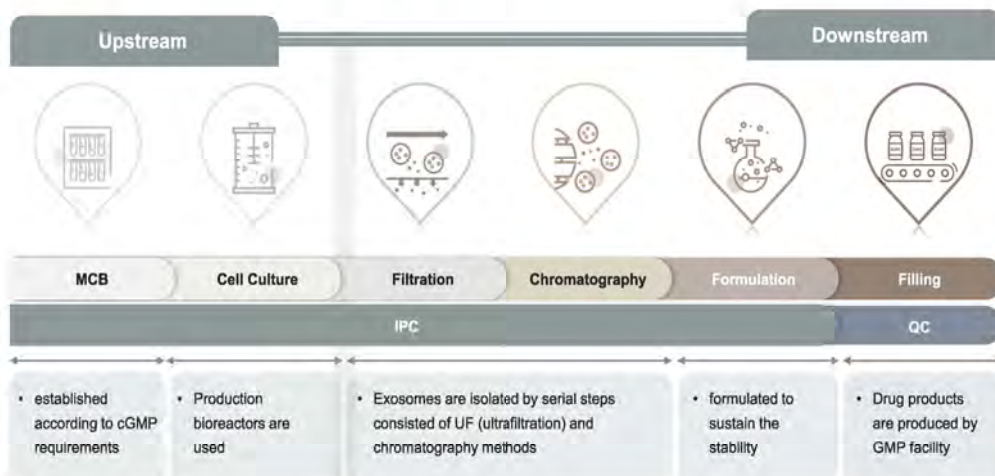 Upstream
Downstream
MCB
Cell Culture
Filtration
Chromatography
Formulation
Filling
IPC
QC
• established
according to cGMP
requirements
• Production
bioreactors are
used
• Exosomes are isolated by serial steps
consisted of UF (ultrafiltration) and
chromatography methods
• formulated to
sustain the
stability
• Drug products
are produced by
GMP facility